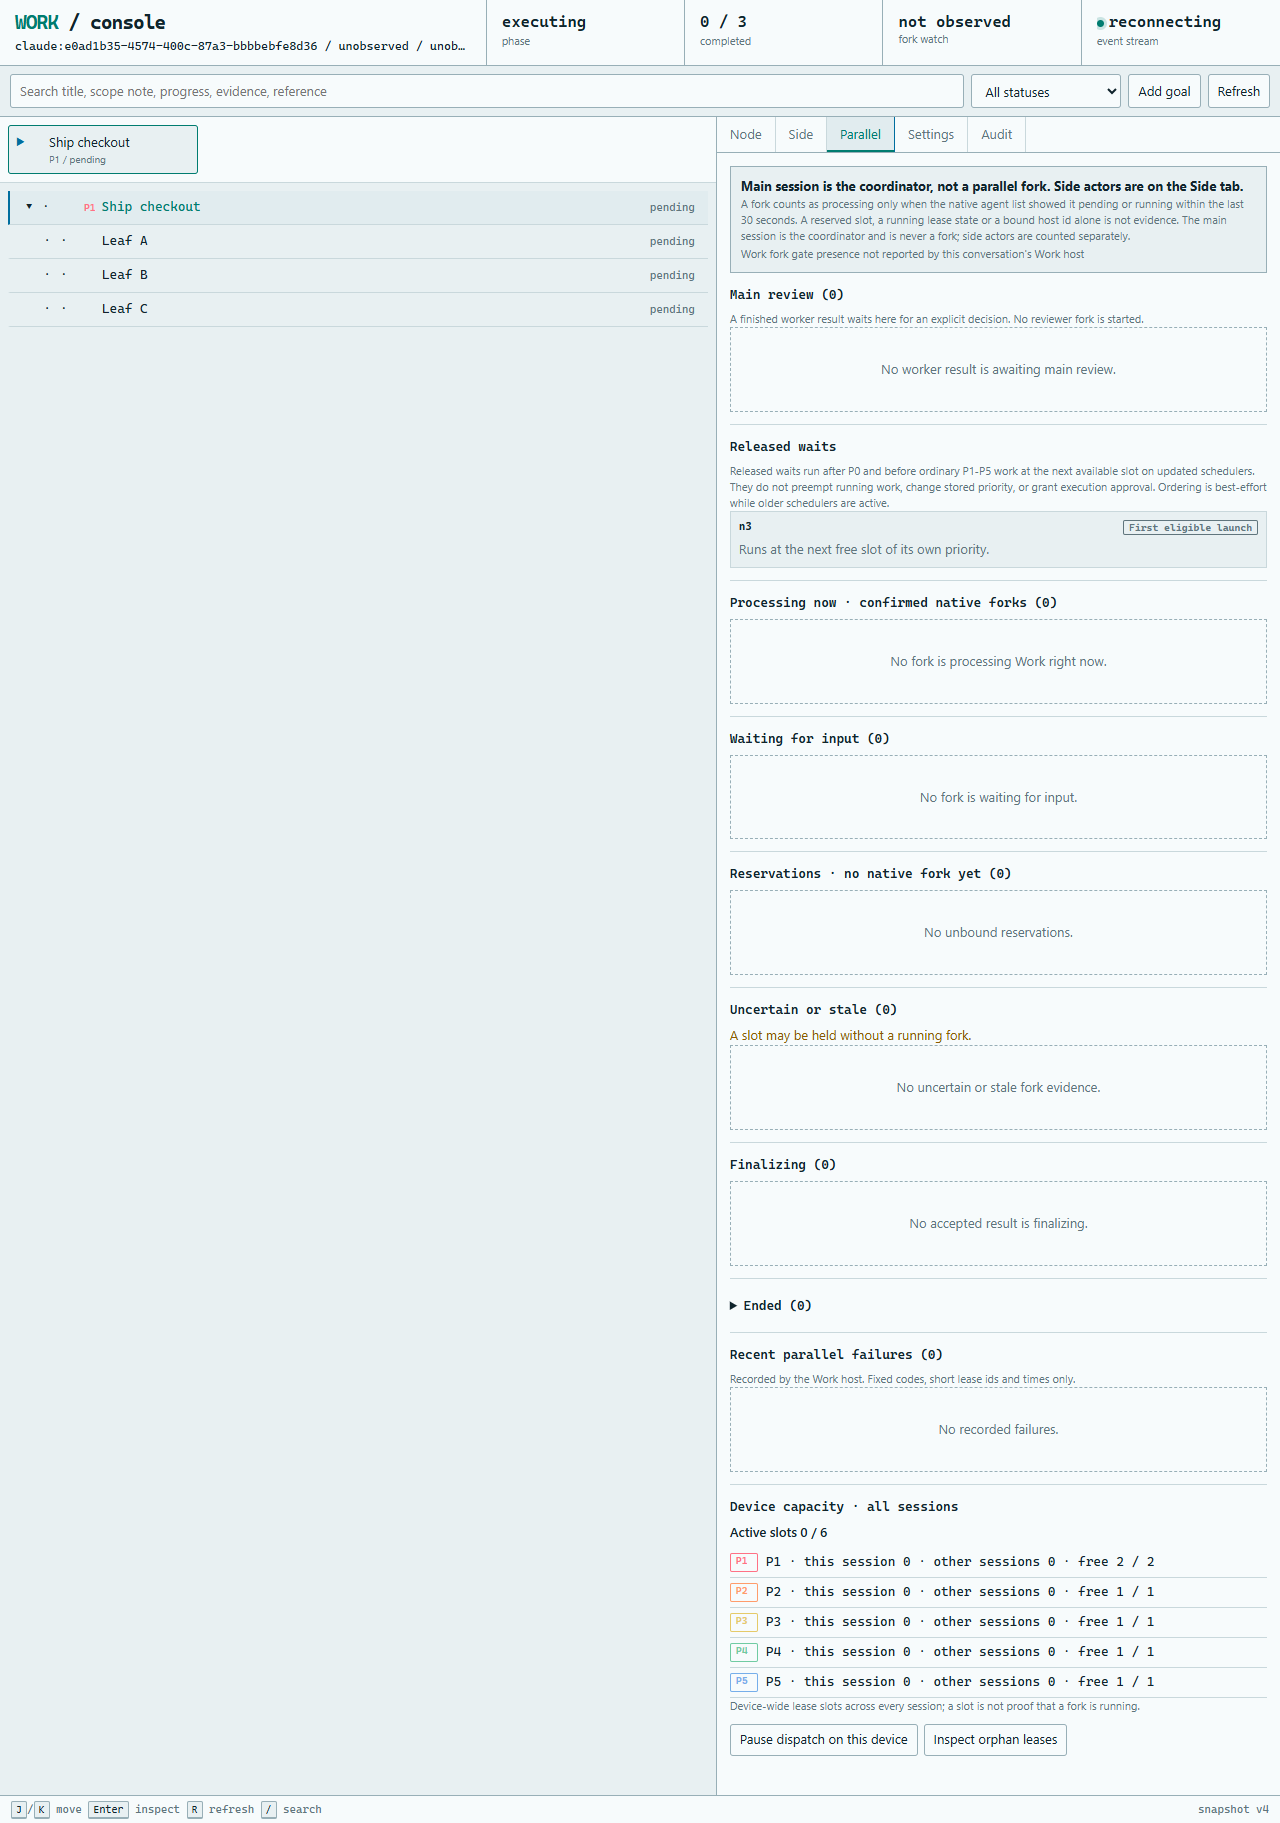 WORK / console
claude:e0ad1b35-4574-400c-87a3-bbbbebfe8d36 / unobserved / unob…
executing
phase
0 / 3
completed
not observed
fork watch
reconnecting
event stream
Search title, scope note, progress, evidence, reference
All statuses
Add goal
Refresh
Ship checkout
P1 / pending
P1 Ship checkout pending
Leaf A pending
Leaf B pending
Leaf C pending
Node
Side
Parallel
Settings
Audit
Main session is the coordinator, not a parallel fork. Side actors are on the Side tab.
A fork counts as processing only when the native agent list showed it pending or running within the last
30 seconds. A reserved slot, a running lease state or a bound host id alone is not evidence. The main
session is the coordinator and is never a fork; side actors are counted separately.
Work fork gate presence not reported by this conversation's Work host
Main review (0)
A finished worker result waits here for an explicit decision. No reviewer fork is started.
No worker result is awaiting main review.
Released waits
Released waits run after P0 and before ordinary P1-P5 work at the next available slot on updated schedulers.
They do not preempt running work, change stored priority, or grant execution approval. Ordering is best-effort
while older schedulers are active.
n3
First eligible launch
Runs at the next free slot of its own priority.
Processing now · confirmed native forks (0)
No fork is processing Work right now.
Waiting for input (0)
No fork is waiting for input.
Reservations · no native fork yet (0)
No unbound reservations.
Uncertain or stale (0)
A slot may be held without a running fork.
No uncertain or stale fork evidence.
Finalizing (0)
No accepted result is finalizing.
Ended (0)
Recent parallel failures (0)
Recorded by the Work host. Fixed codes, short lease ids and times only.
No recorded failures.
Device capacity · all sessions
Active slots 0 / 6
P1 P1 · this session 0 · other sessions 0 · free 2 / 2
P2 P2 · this session 0 · other sessions 0 · free 1 / 1
P3 P3 · this session 0 · other sessions 0 · free 1 / 1
P4 P4 · this session 0 · other sessions 0 · free 1 / 1
P5 P5 · this session 0 · other sessions 0 · free 1 / 1
Device-wide lease slots across every session; a slot is not proof that a fork is running.
Pause dispatch on this device
Inspect orphan leases
J/K move Enter inspect R refresh / search
snapshot v4